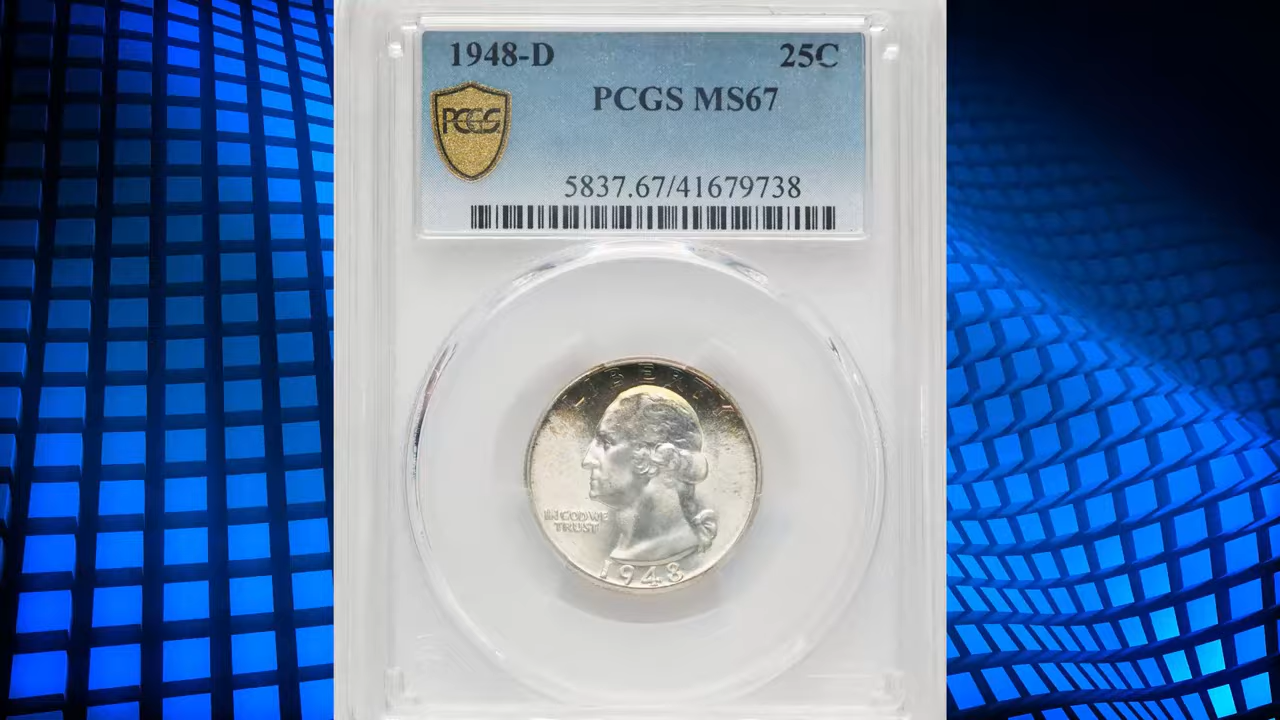 1948-D 25C
PCGS MS67
PCGS
5837.67/41679738
LIBERTY
IN GOD WE
TRUST
1948